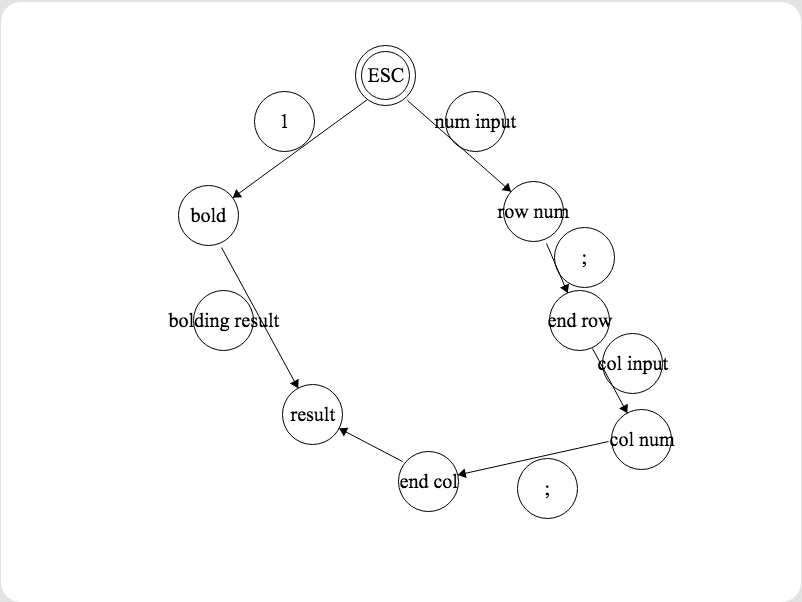 ESC
1
num input
bold
row num
;
bolding result
end row
col input
result
col num
end col
;